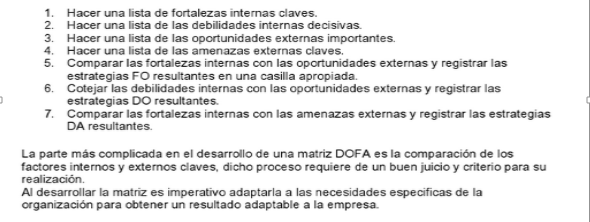 1. Hacer una lista de fortalezas internas claves.
2. Hacer una lista de las debilidades internas decisivas.
3. Hacer una lista de las oportunidades externas importantes.
4. Hacer una lista de las amenazas externas claves.
5. Comparar las fortalezas internas con las oportunidades externas y registrar las
estrategias FO resultantes en una casilla apropiada.
6. Cotejar las debilidades internas con las oportunidades externas y registrar las
estrategias DO resultantes.
7. Comparar las fortalezas internas con las amenazas externas y registrar las estrategias
DA resultantes.
La parte más complicada en el desarrollo de una matriz DOFA es la comparación de los
factores internos y externos claves, dicho proceso requiere de un buen juicio y criterio para su
realización.
Al desarrollar la matriz es imperativo adaptarla a las necesidades especificas de la
organización para obtener un resultado adaptable a la empresa.